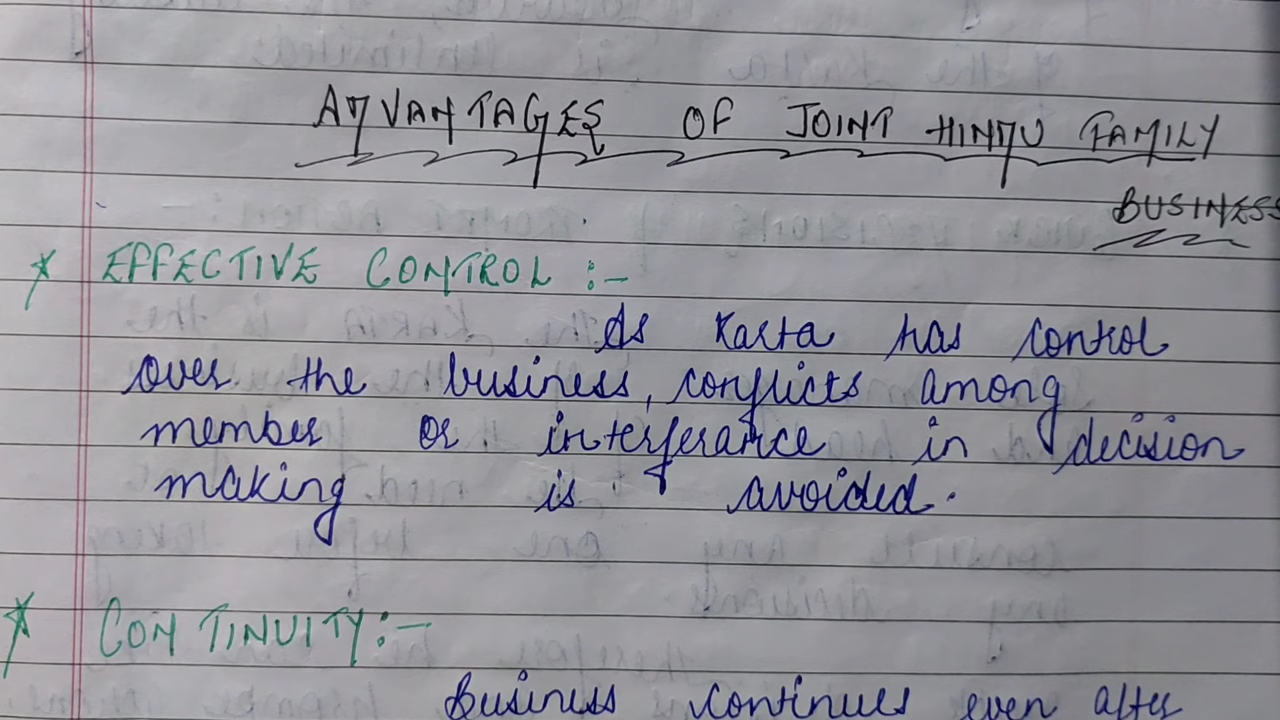 ADVANTAGES OF JOINT HINDU FAMILY
BUSINESS
* EFFECTIVE CONTROL :-
As Karta has control
over the business, conflicts among
member or interferance in decision
making is avoided.
* CONTINUITY :-
Business continues even after